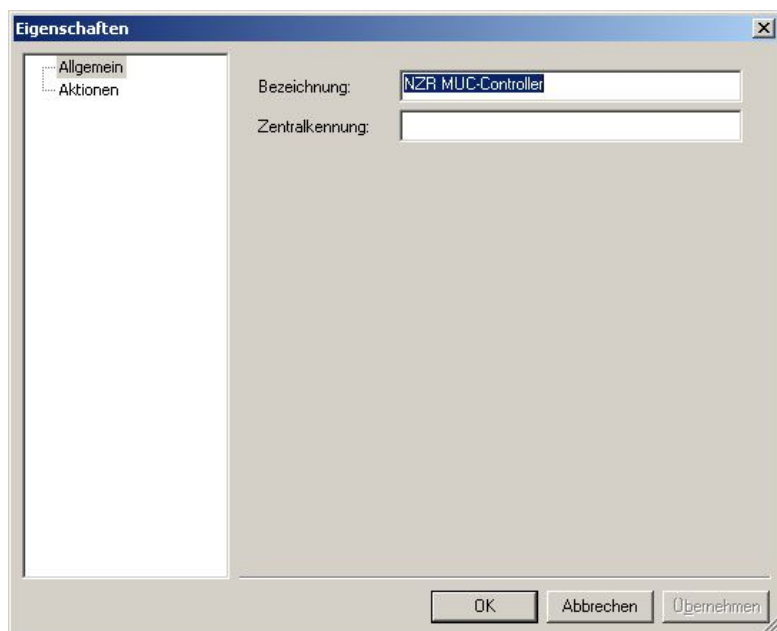 Eigenschaften
Allgemein
Aktionen
Bezeichnung: NZR MUC-Controller
Zentralkennung:
OK Abbrechen Übernehmen